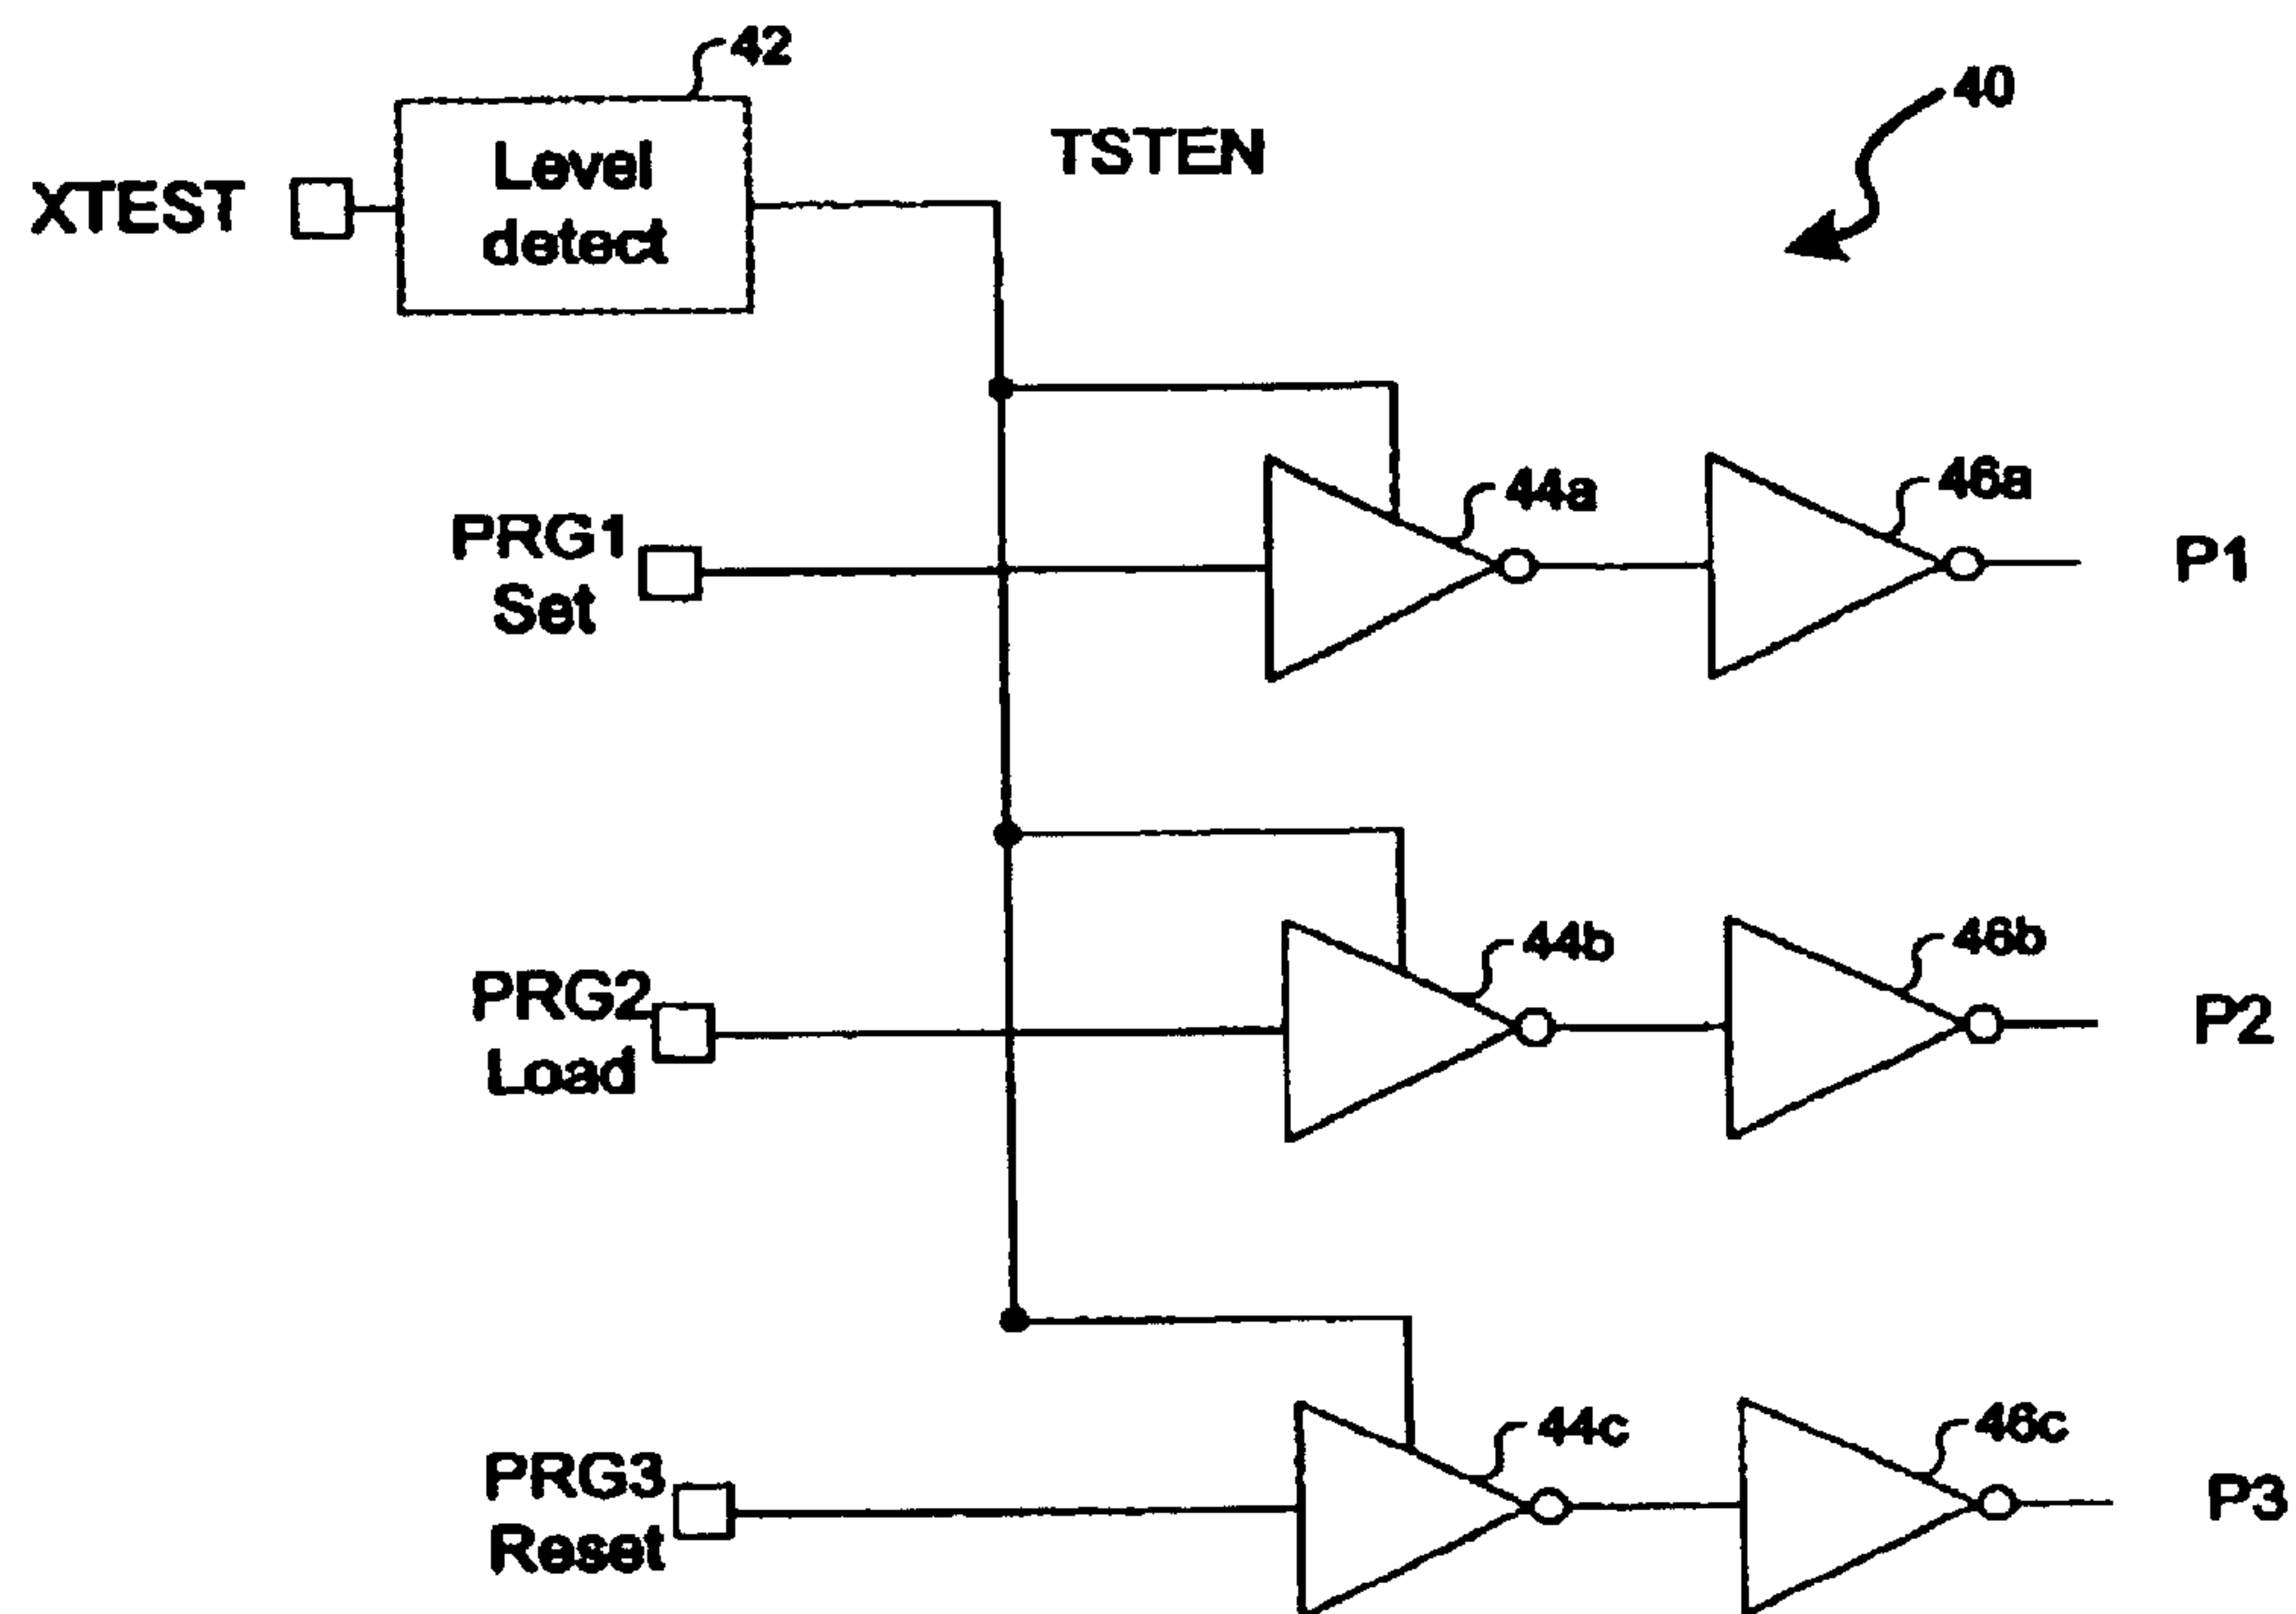 42
40
Level
detect
TSTEN
XTEST
44a
46a
PRG1
Set
P1
44b
46b
PRG2
Load
P2
44c
46c
PRG3
Reset
P3